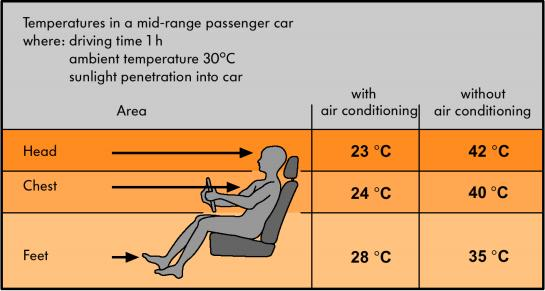 Temperatures in a mid-range passenger car
where: driving time 1 h
ambient temperature 30°C
sunlight penetration into car
Area
with
air conditioning
without
air conditioning
Head 23 °C 42 °C
Chest 24 °C 40 °C
Feet 28 °C 35 °C